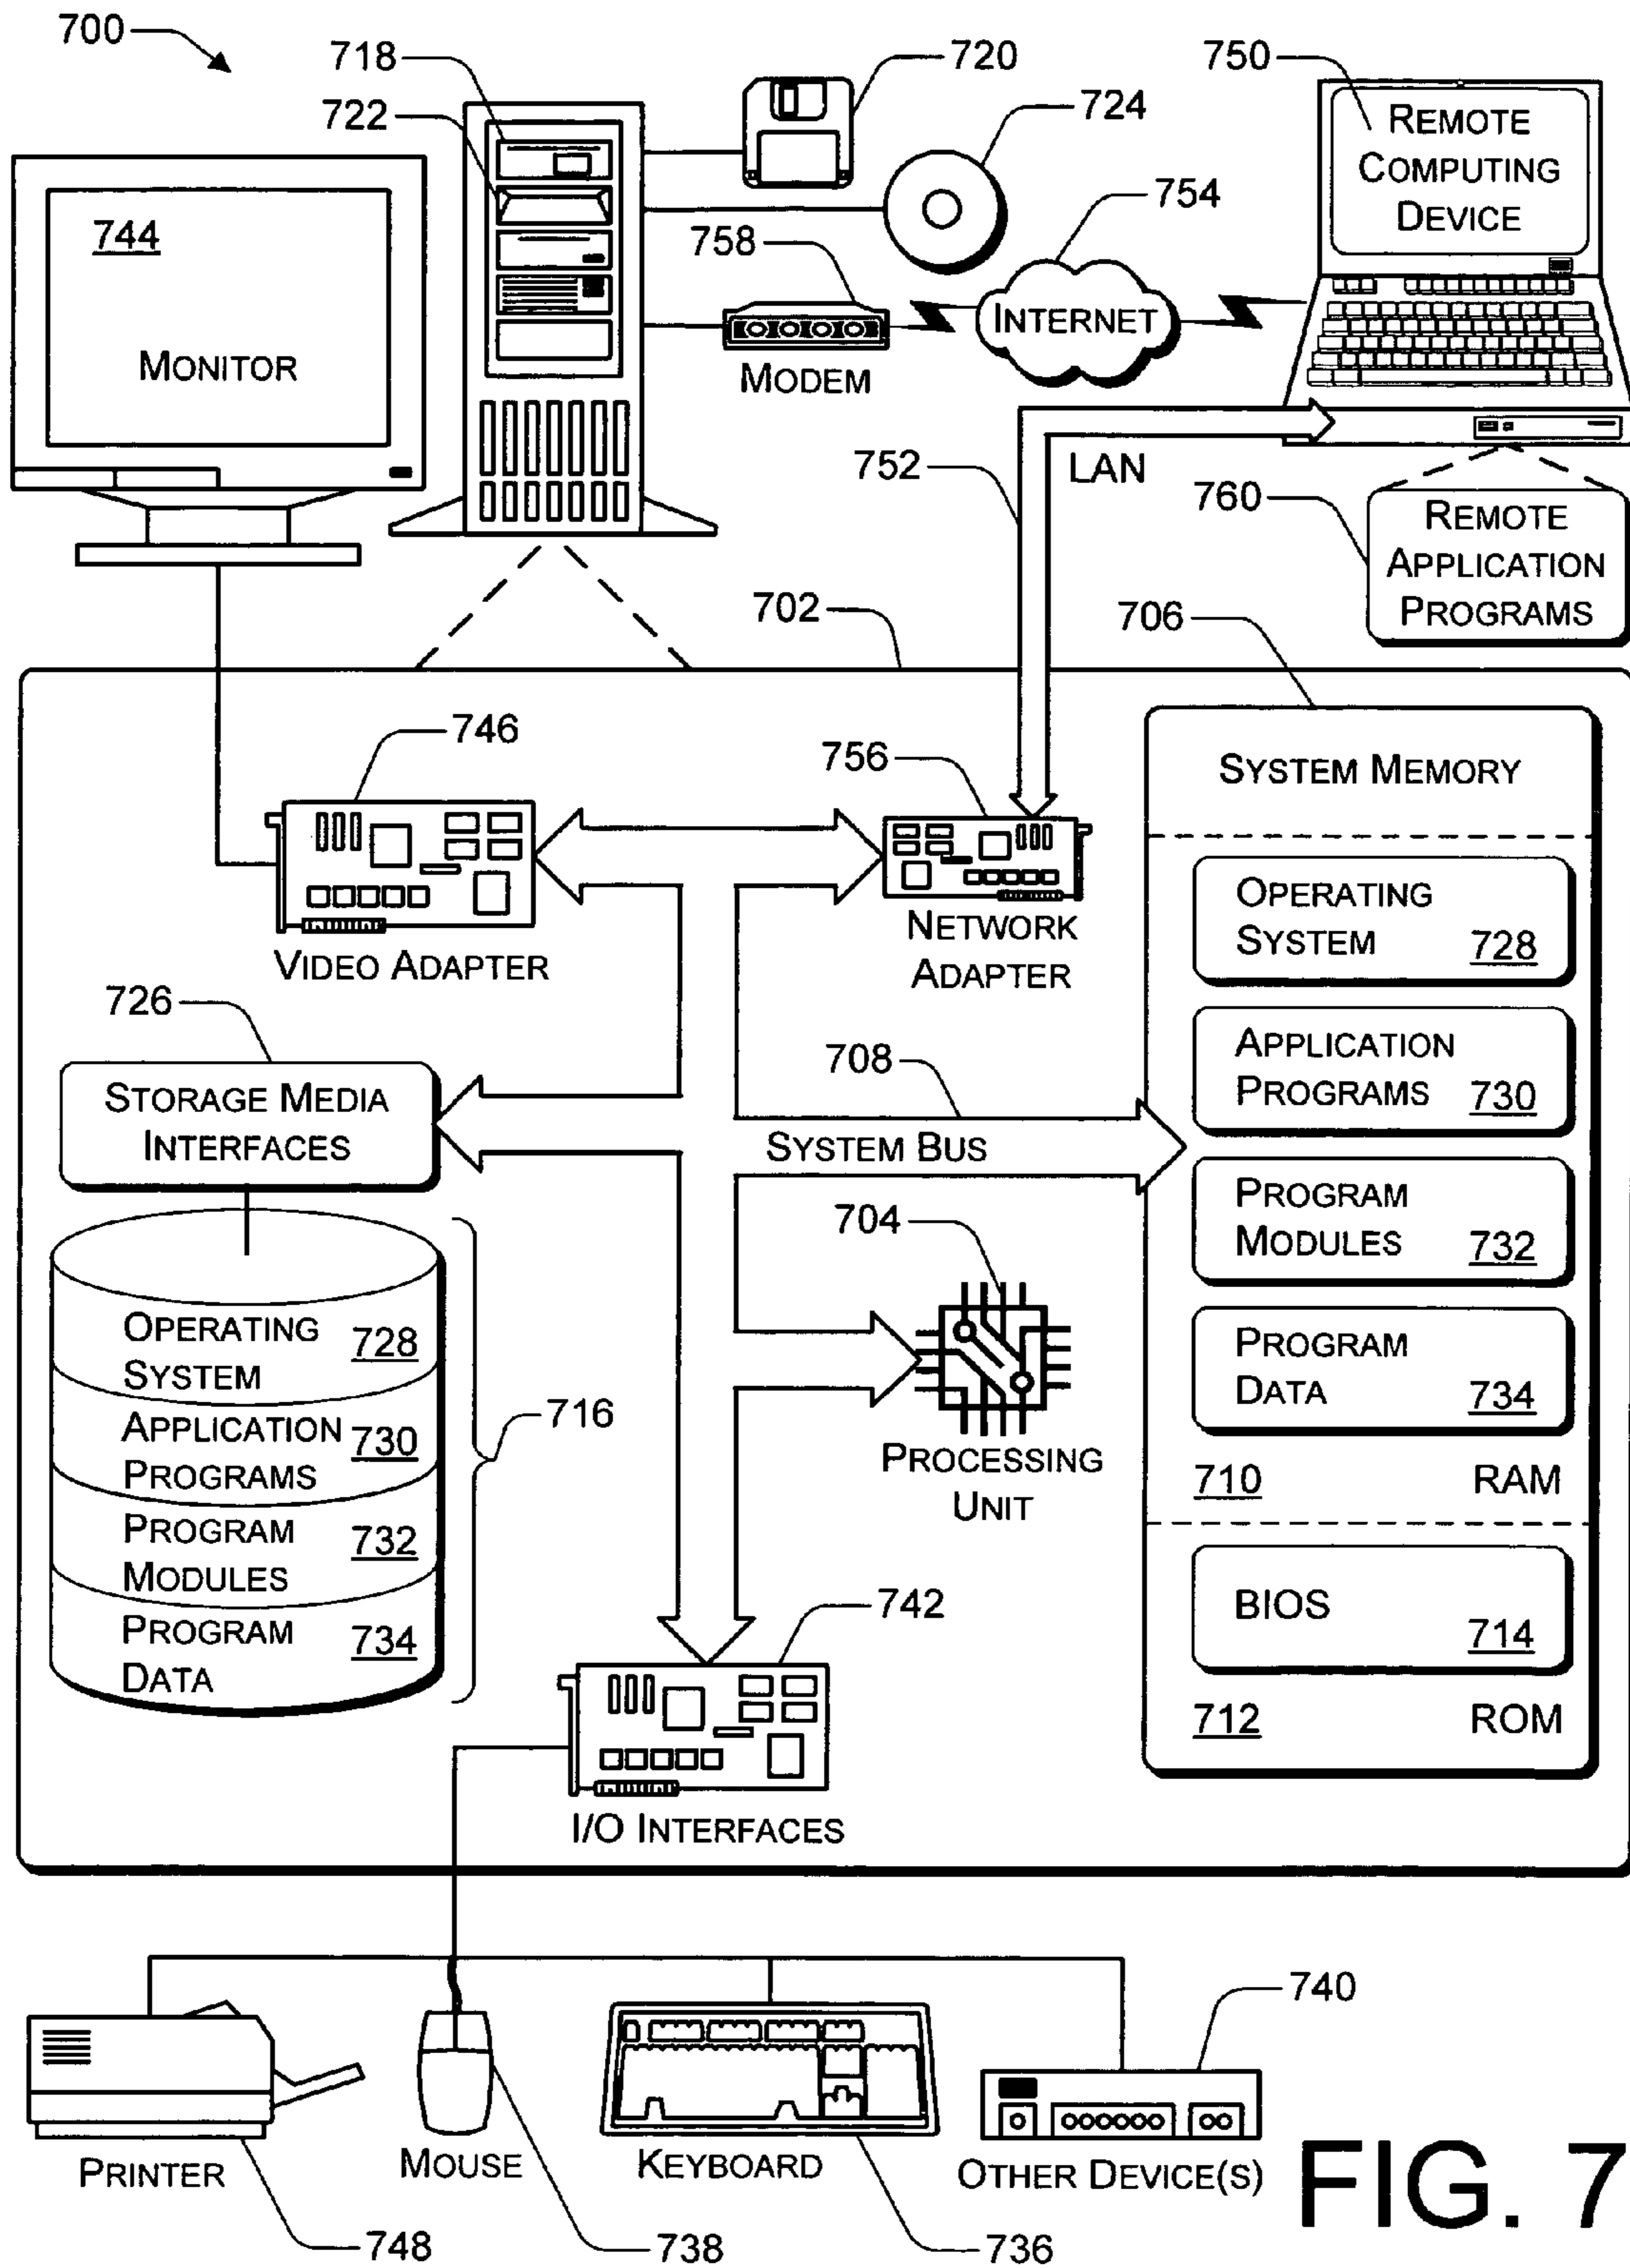 700
718
720
750
722
724
REMOTE
COMPUTING
DEVICE
754
744
758
INTERNET
MONITOR
MODEM
752
LAN
760
REMOTE
APPLICATION
PROGRAMS
702
706
746
756
SYSTEM MEMORY
OPERATING
SYSTEM 728
NETWORK
ADAPTER
VIDEO ADAPTER
726
APPLICATION
PROGRAMS 730
708
STORAGE MEDIA
INTERFACES
SYSTEM BUS
PROGRAM
MODULES 732
704
OPERATING
SYSTEM 728
PROGRAM
DATA 734
APPLICATION
PROGRAMS 730
716
PROCESSING
UNIT
710 RAM
PROGRAM
MODULES 732
742
BIOS
714
PROGRAM
DATA 734
712 ROM
I/O INTERFACES
740
PRINTER
MOUSE
KEYBOARD
OTHER DEVICE(S)
748
738
736
FIG. 7